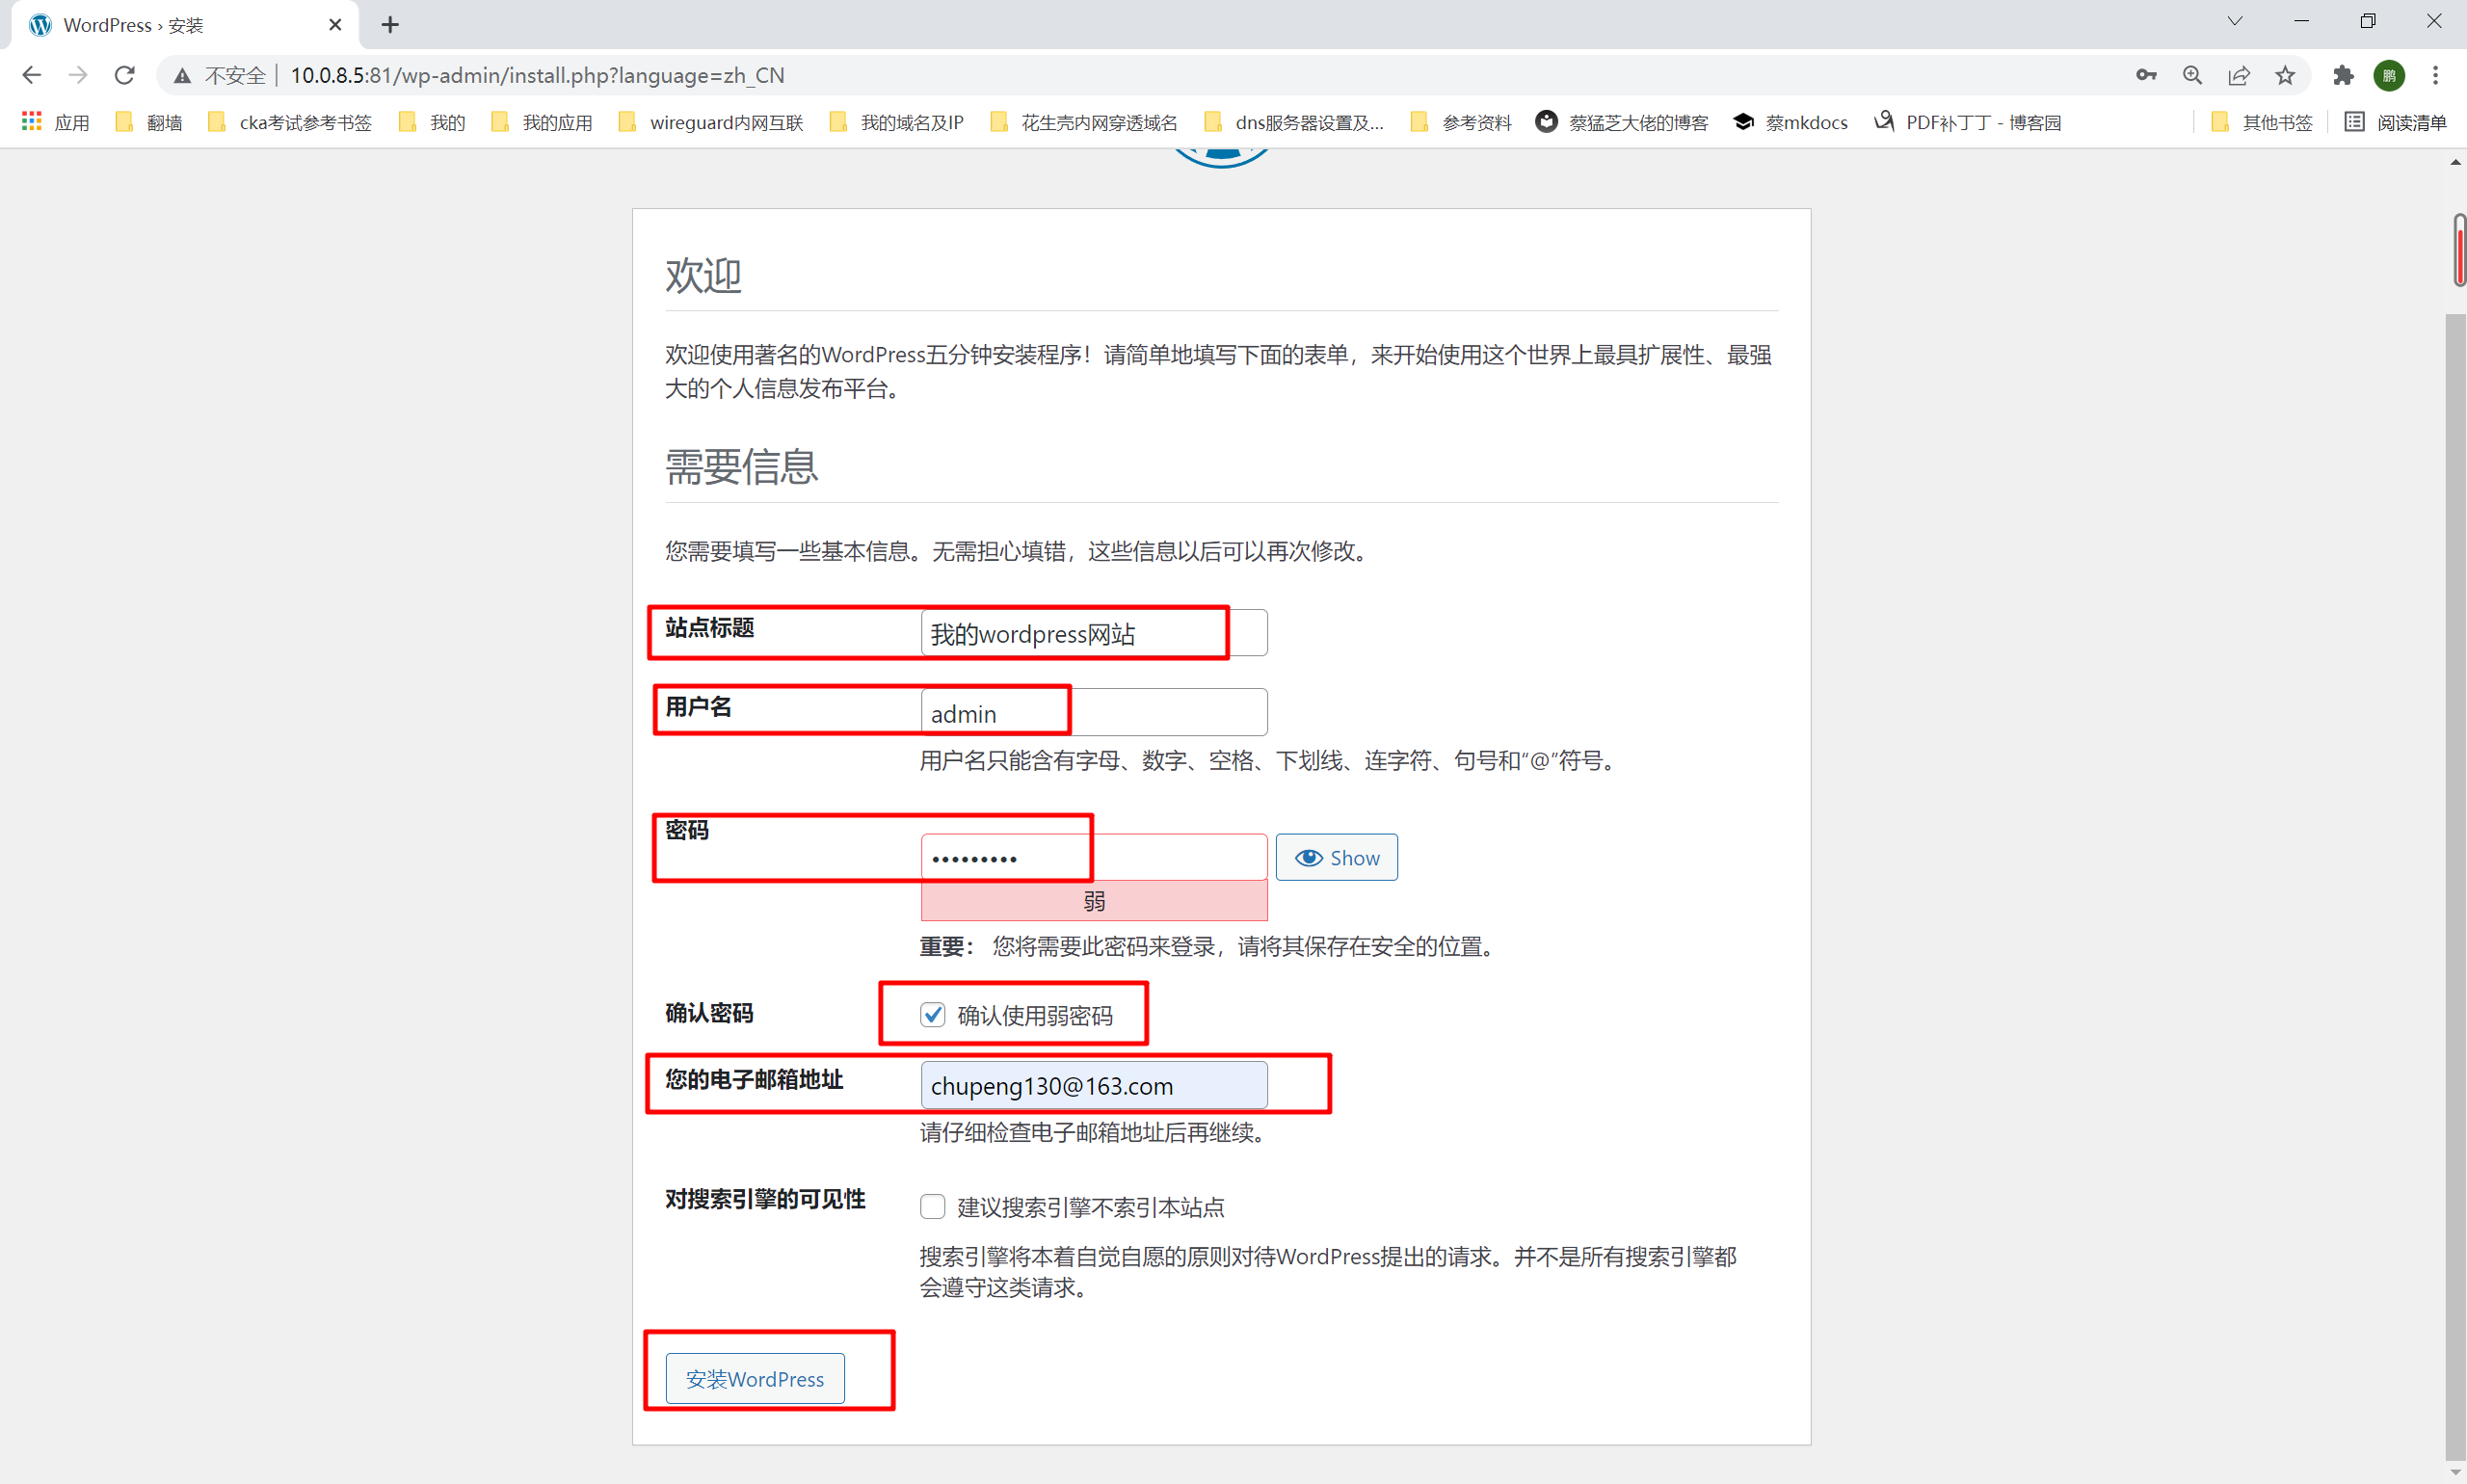 WordPress › 安装
不安全 10.0.8.5:81/wp-admin/install.php?language=zh_CN
鹏
应用 翻墙 cka考试参考书签 我的 我的应用 wireguard内网互联 我的域名及IP 花生壳内网穿透域名 dns服务器设置及... 参考资料 蔡猛芝大佬的博客 蔡mkdocs PDF补丁丁 - 博客园 其他书签 阅读清单
欢迎
欢迎使用著名的WordPress五分钟安装程序！请简单地填写下面的表单，来开始使用这个世界上最具扩展性、最强
大的个人信息发布平台。
需要信息
您需要填写一些基本信息。无需担心填错，这些信息以后可以再次修改。
站点标题 我的wordpress网站
用户名 admin
用户名只能含有字母、数字、空格、下划线、连字符、句号和“@”符号。
密码 ••••••••• Show
弱
重要： 您将需要此密码来登录，请将其保存在安全的位置。
确认密码 确认使用弱密码
您的电子邮箱地址 chupeng130@163.com
请仔细检查电子邮箱地址后再继续。
对搜索引擎的可见性 建议搜索引擎不索引本站点
搜索引擎将本着自觉自愿的原则对待WordPress提出的请求。并不是所有搜索引擎都
会遵守这类请求。
安装WordPress